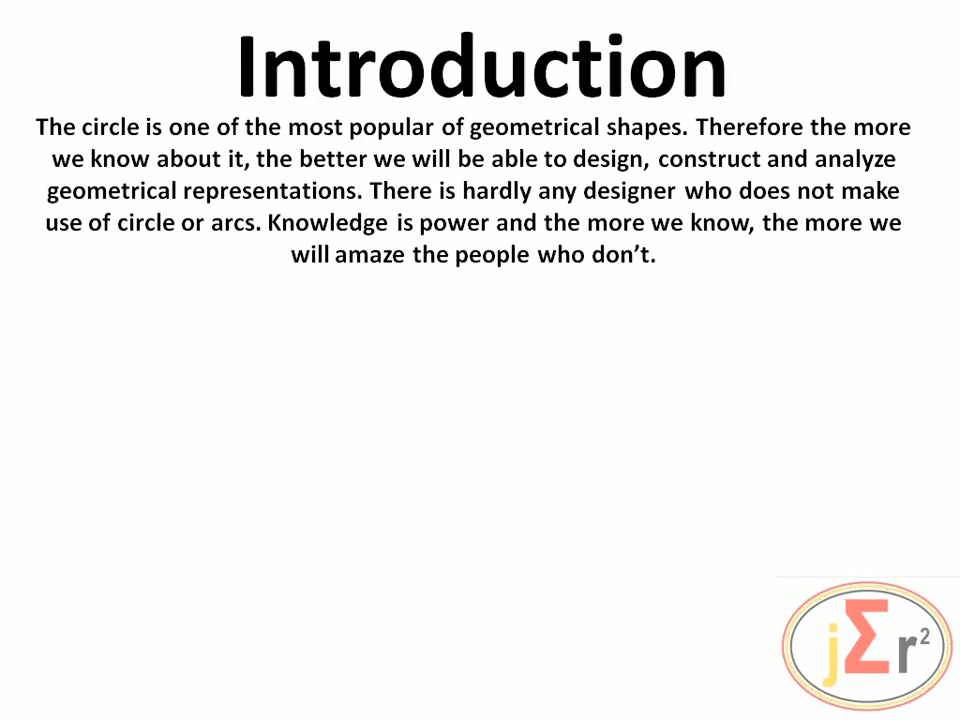 Introduction
The circle is one of the most popular of geometrical shapes. Therefore the more
we know about it, the better we will be able to design, construct and analyze
geometrical representations. There is hardly any designer who does not make
use of circle or arcs. Knowledge is power and the more we know, the more we
will amaze the people who don’t.
jΣr²